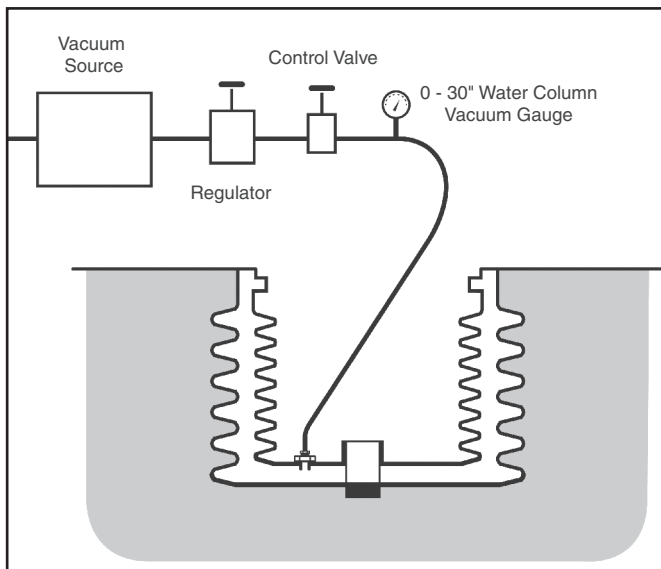 Vacuum
Source
Control Valve
0 - 30" Water Column
Vacuum Gauge
Regulator